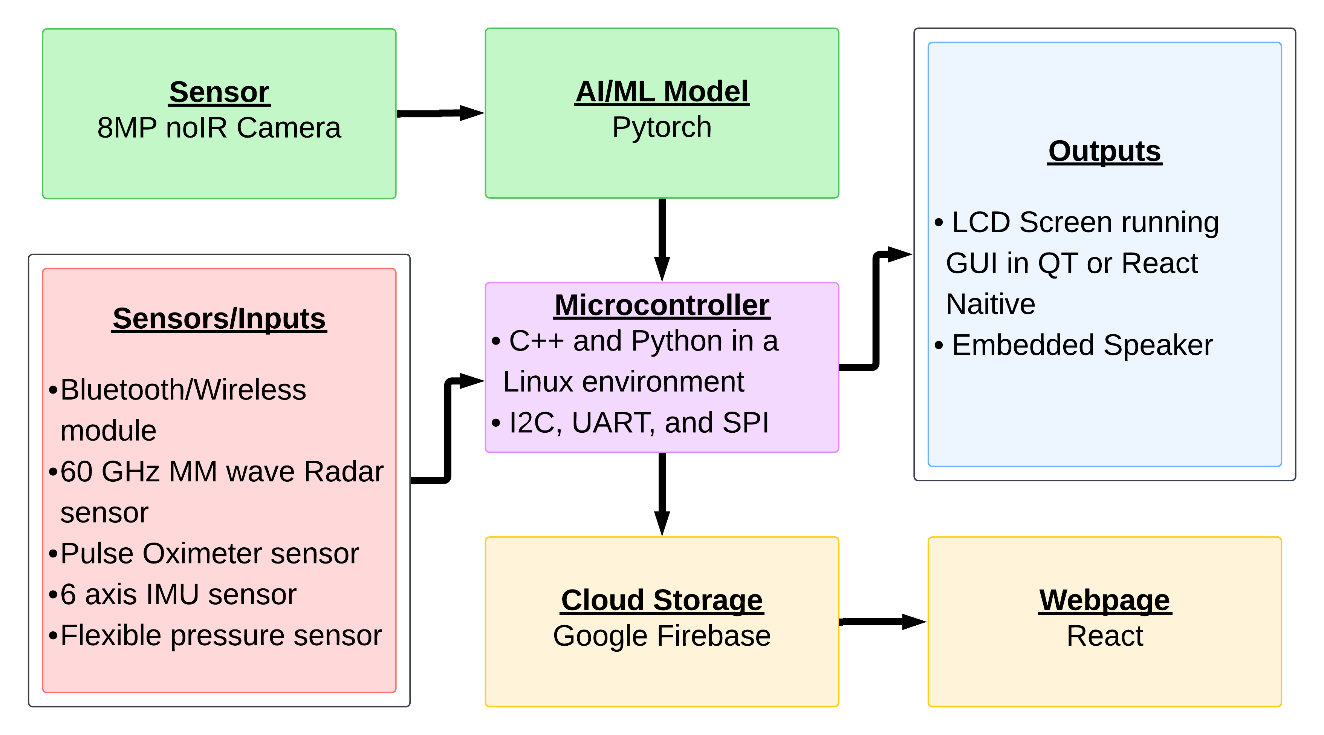 Sensor
8MP noIR Camera
AI/ML Model
Pytorch
Outputs
• LCD Screen running
GUI in QT or React
Naitive
• Embedded Speaker
Sensors/Inputs
•Bluetooth/Wireless
module
•60 GHz MM wave Radar
sensor
•Pulse Oximeter sensor
•6 axis IMU sensor
•Flexible pressure sensor
Microcontroller
• C++ and Python in a
Linux environment
• I2C, UART, and SPI
Cloud Storage
Google Firebase
Webpage
React